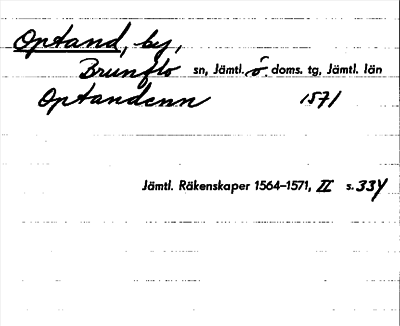 Optand, by,
Brunflo sn, Jämtl. ö. doms. tg, Jämtl. län
Optandenn 1571
Jämtl. Räkenskaper 1564–1571, II s. 334